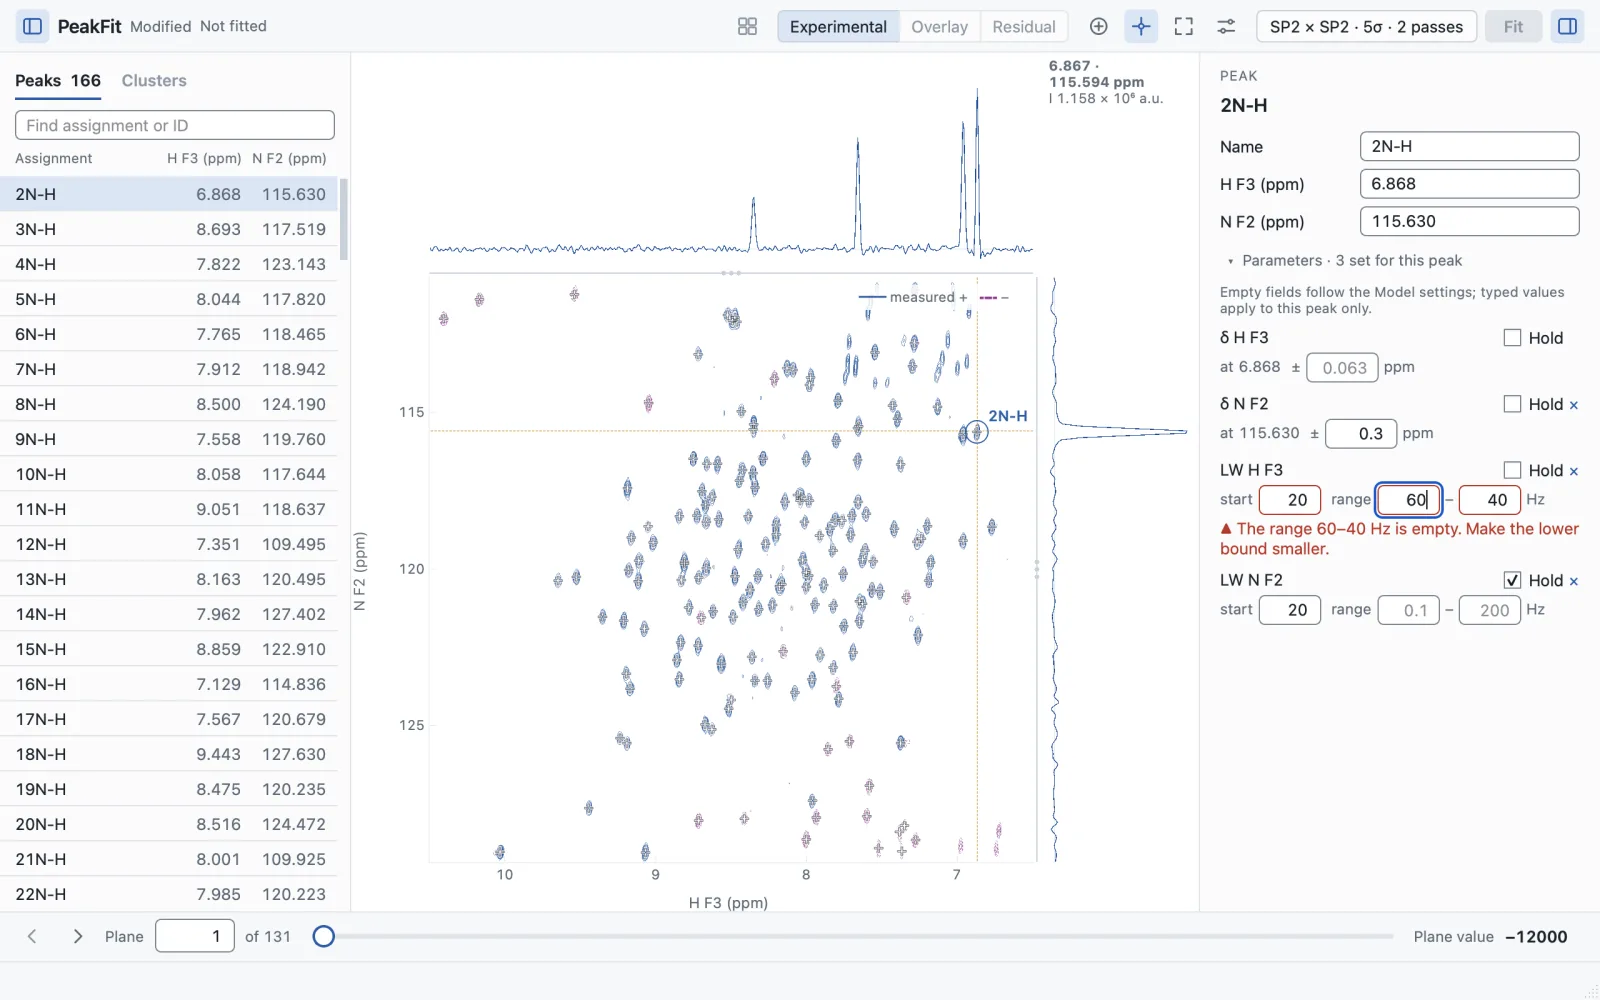 PeakFit Modified Not fitted
Experimental Overlay Residual
SP2 × SP2 · 5σ · 2 passes
Fit
Peaks 166 Clusters
Find assignment or ID
Assignment H F3 (ppm) N F2 (ppm)
2N-H 6.868 115.630
3N-H 8.693 117.519
4N-H 7.822 123.143
5N-H 8.044 117.820
6N-H 7.765 118.465
7N-H 7.912 118.942
8N-H 8.500 124.190
9N-H 7.558 119.760
10N-H 8.058 117.644
11N-H 9.051 118.637
12N-H 7.351 109.495
13N-H 8.163 120.495
14N-H 7.962 127.402
15N-H 8.859 122.910
16N-H 7.129 114.836
17N-H 7.567 120.679
18N-H 9.443 127.630
19N-H 8.475 120.235
20N-H 8.516 124.472
21N-H 8.001 109.925
22N-H 7.985 120.223
6.867 ·
115.594 ppm
I 1.158 × 10⁶ a.u.
measured + −
2N-H
115
120
125
N F2 (ppm)
10 9 8 7
H F3 (ppm)
PEAK
2N-H
Name 2N-H
H F3 (ppm) 6.868
N F2 (ppm) 115.630
▾ Parameters · 3 set for this peak
Empty fields follow the Model settings; typed values
apply to this peak only.
δ H F3 Hold
at 6.868 ± 0.063 ppm
δ N F2 Hold ×
at 115.630 ± 0.3 ppm
LW H F3 Hold ×
start 20 range 60 – 40 Hz
▲ The range 60–40 Hz is empty. Make the lower
bound smaller.
LW N F2 ✓ Hold ×
start 20 range 0.1 – 200 Hz
Plane 1 of 131
Plane value −12000